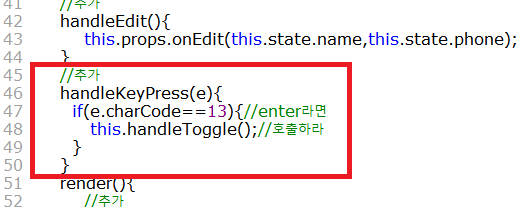 41 //추가
42 handleEdit(){
43 this.props.onEdit(this.state.name,this.state.phone);
44 }
45 //추가
46 handleKeyPress(e){
47 if(e.charCode==13){//enter라면
48 this.handleToggle();//호출하라
49 }
50 }
51 render(){
52 //추가